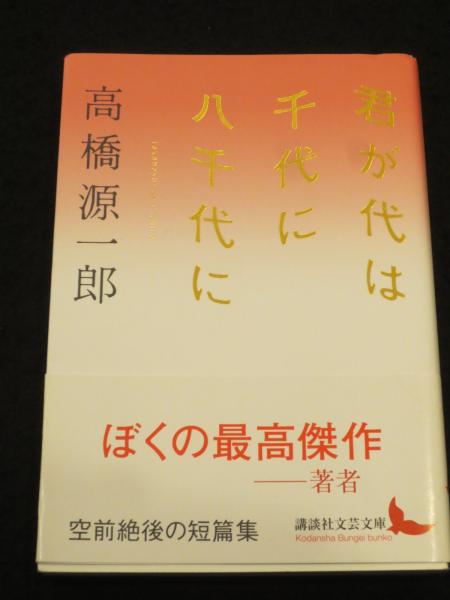 君が代は
千代に
八千代に
高橋源一郎
ぼくの最高傑作
――著者
空前絶後の短篇集
講談社文芸文庫
Kodansha Bungei bunko